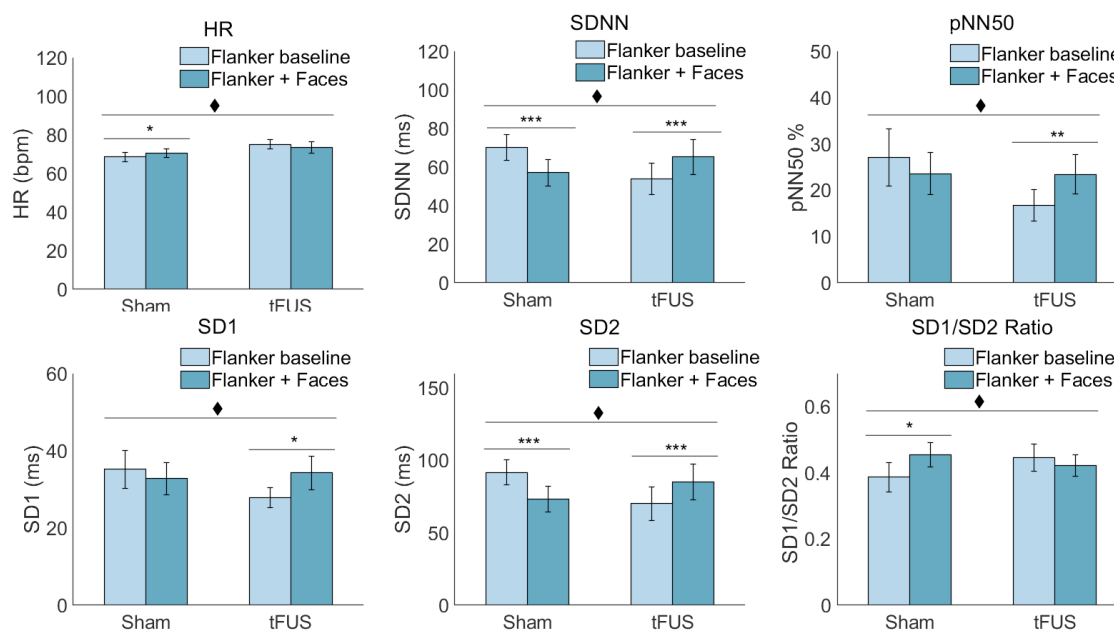 HR
Flanker baseline
Flanker + Faces
HR (bpm)
120
100
80
60
40
20
0
♦
*
Sham
tFUS
SDNN
Flanker baseline
Flanker + Faces
SDNN (ms)
120
100
80
60
40
20
0
♦
***
***
Sham
tFUS
pNN50
Flanker baseline
Flanker + Faces
pNN50 %
50
40
30
20
10
0
♦
**
Sham
tFUS
SD1
Flanker baseline
Flanker + Faces
SD1 (ms)
60
40
20
0
♦
*
Sham
tFUS
SD2
Flanker baseline
Flanker + Faces
SD2 (ms)
150
100
50
0
♦
***
***
Sham
tFUS
SD1/SD2 Ratio
Flanker baseline
Flanker + Faces
SD1/SD2 Ratio
0.6
0.4
0.2
0
♦
*
Sham
tFUS